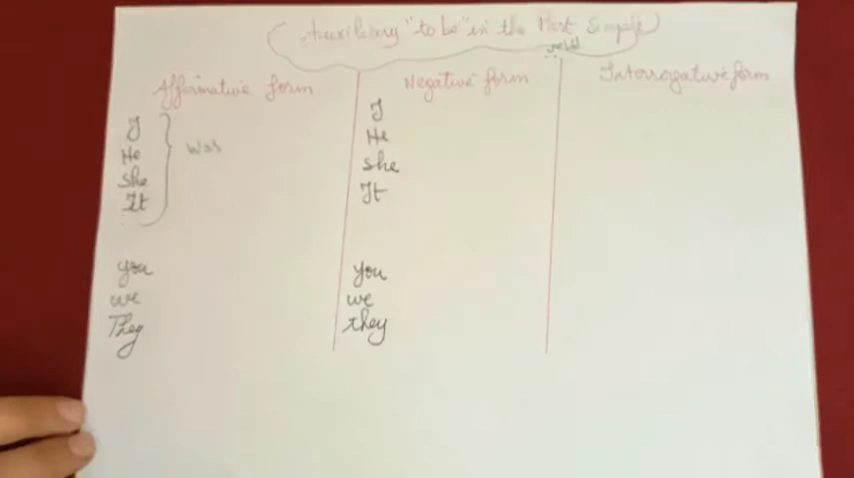 Auxiliary "to be" in the Past Simple
Affirmative form
I
He
she
It
was
you
we
They
Negative form
I
He
she
It
you
we
they
Interrogative form